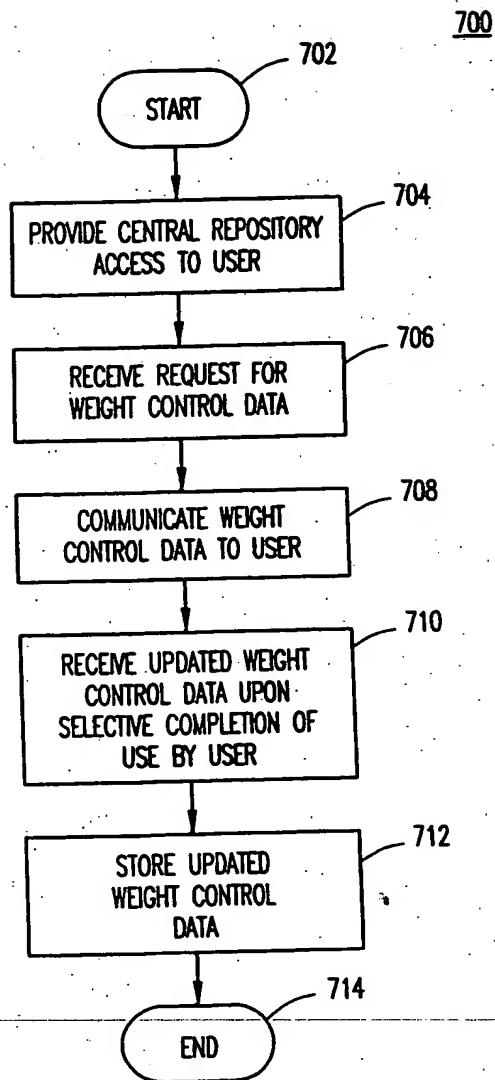 700
702
START
704
PROVIDE CENTRAL REPOSITORY
ACCESS TO USER
706
RECEIVE REQUEST FOR
WEIGHT CONTROL DATA
708
COMMUNICATE WEIGHT
CONTROL DATA TO USER
710
RECEIVE UPDATED WEIGHT
CONTROL DATA UPON
SELECTIVE COMPLETION OF
USE BY USER
712
STORE UPDATED
WEIGHT CONTROL
DATA
714
END